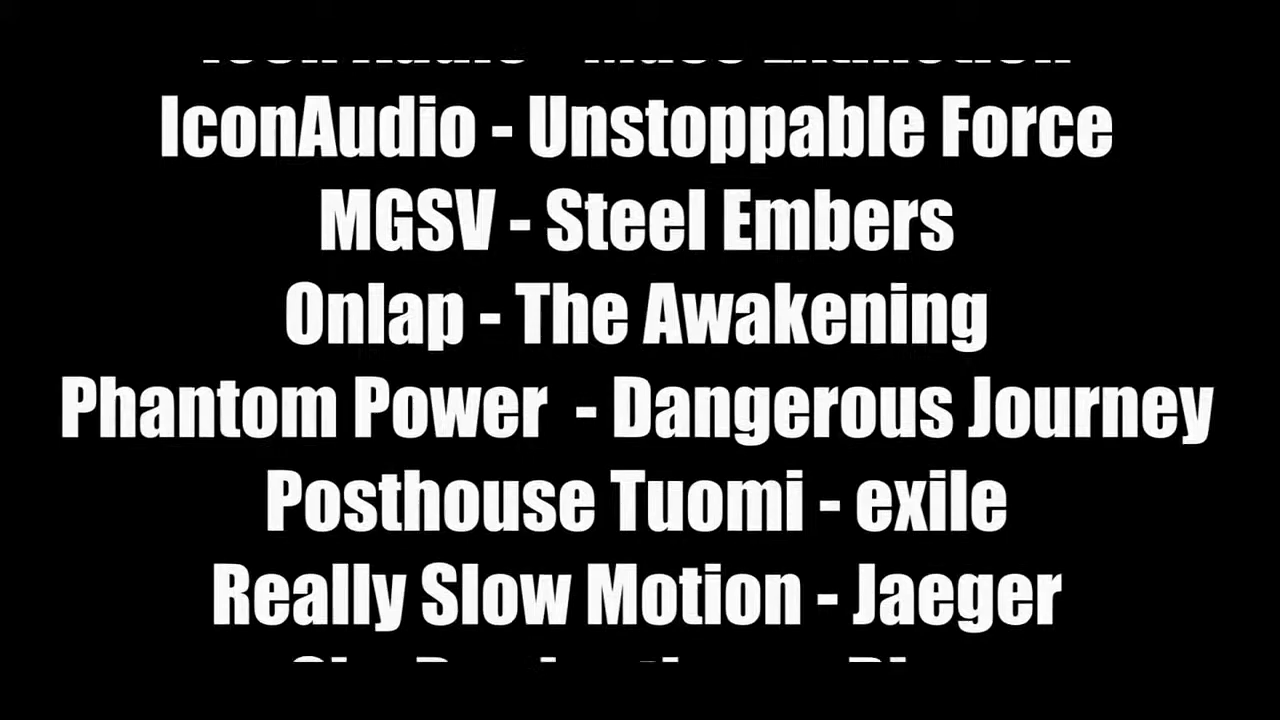 IconAudio - Unstoppable Force
MGSV - Steel Embers
Onlap - The Awakening
Phantom Power  - Dangerous Journey
Posthouse Tuomi - exile
Really Slow Motion - Jaeger